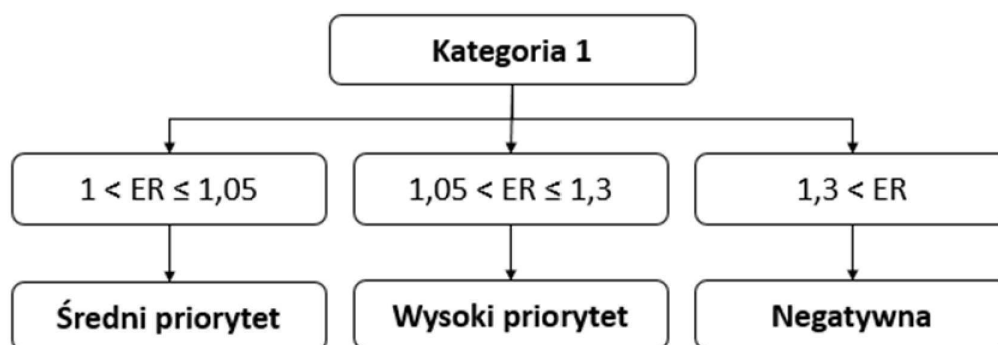 Kategoria 1
1 < ER ≤ 1,05
1,05 < ER ≤ 1,3
1,3 < ER
Średni priorytet
Wysoki priorytet
Negatywna